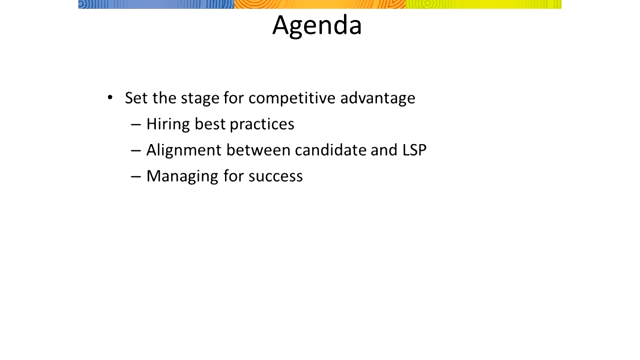 Agenda
• Set the stage for competitive advantage
– Hiring best practices
– Alignment between candidate and LSP
– Managing for success